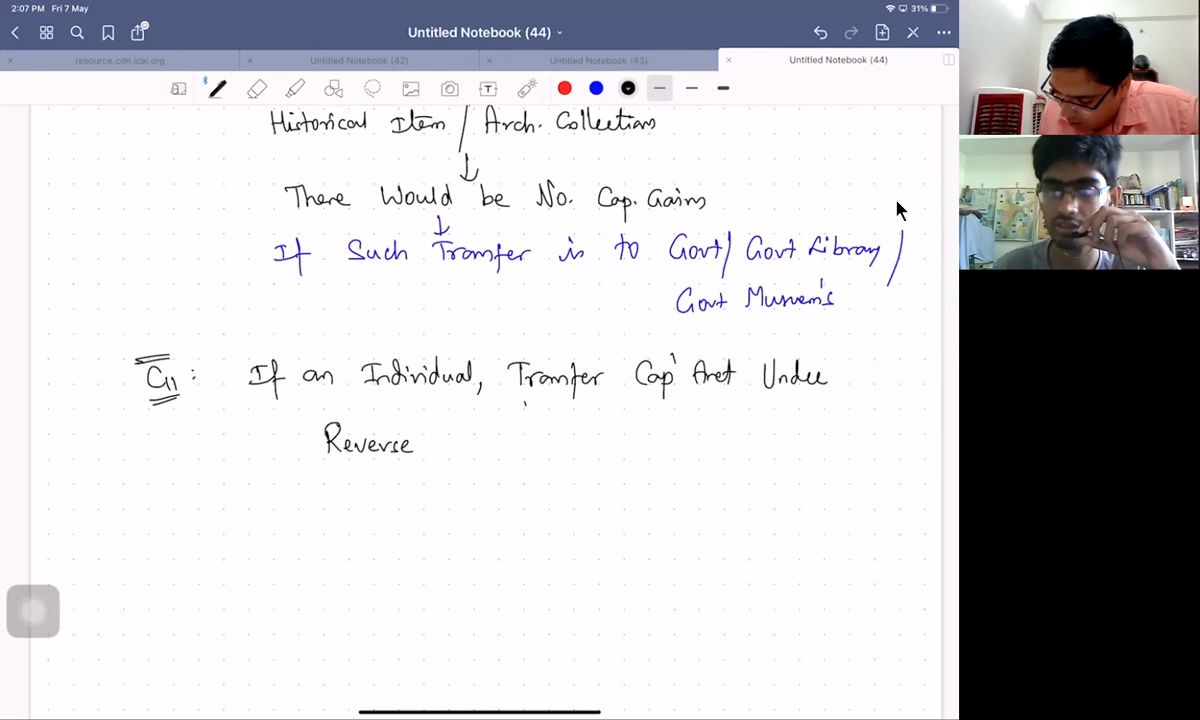 2:07 PM Fri 7 May
31%
Untitled Notebook (44)
resource.cdn.icai.org
Untitled Notebook (42)
Untitled Notebook (43)
Untitled Notebook (44)
Historical Item / Arch. Collections
There Would be No. Cap. Gains
If Such Transfer is to Govt/ Govt Library/
Govt Museum's
C11: If an Individual, Transfer Cap' Asset Under
Reverse